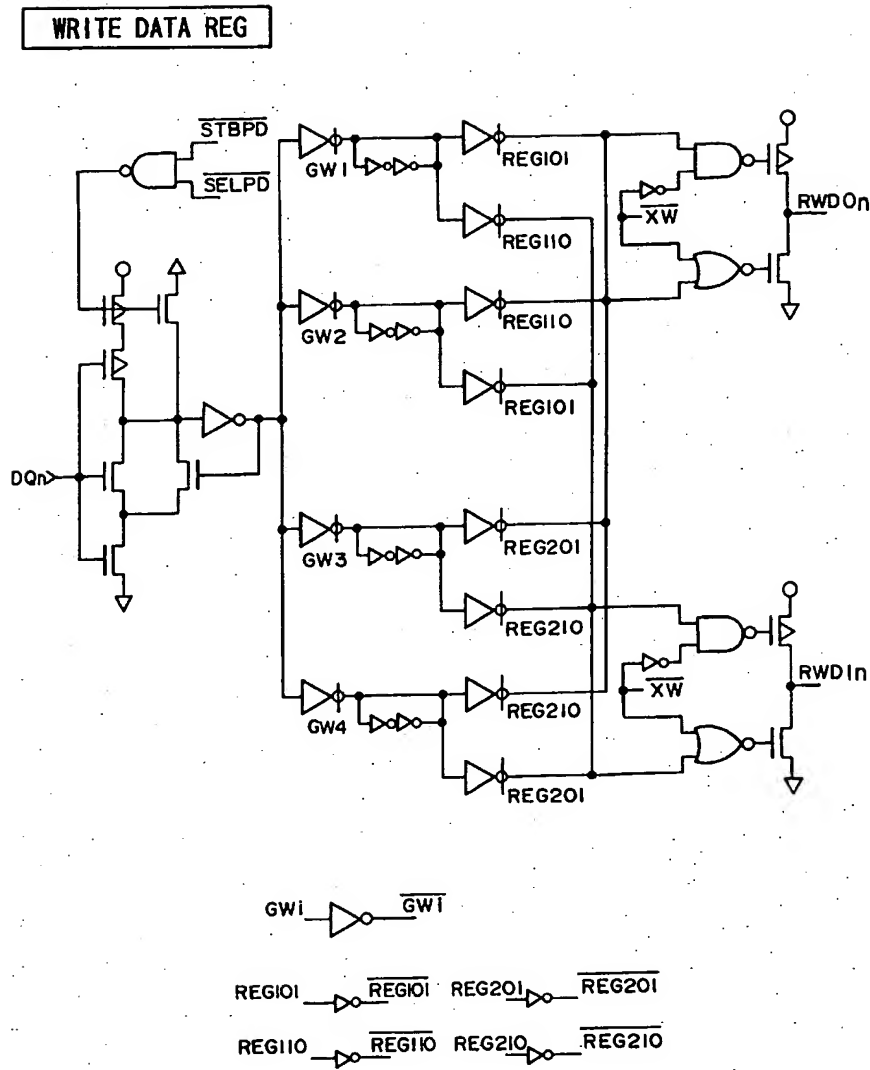 WRITE DATA REG
STBPD
SELPD
GW1
REG101
REG110
XW
RWD0n
GW2
REG110
REG101
DQn
GW3
REG201
REG210
GW4
REG210
REG201
XW
RWD1n
GWi
GWi
REG101
REG101
REG201
REG201
REG110
REG110
REG210
REG210